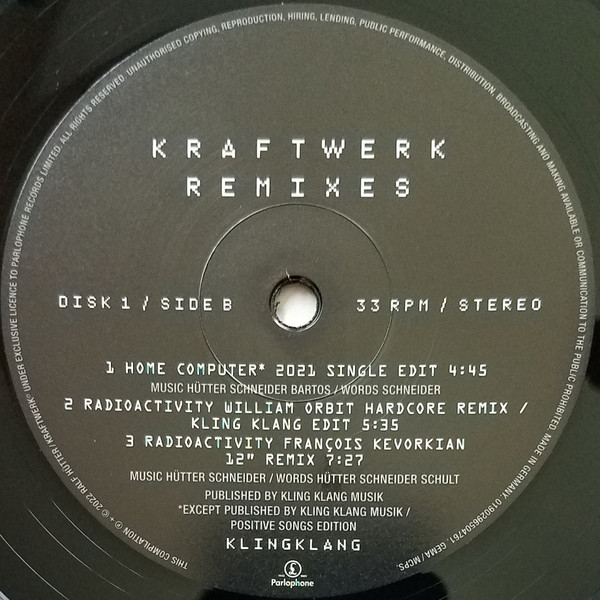 KRAFTWERK
REMIXES
DISK 1 / SIDE B
33 RPM / STEREO
1 HOME COMPUTER* 2021 SINGLE EDIT 4:45
MUSIC HÜTTER SCHNEIDER BARTOS / WORDS SCHNEIDER
2 RADIOACTIVITY WILLIAM ORBIT HARDCORE REMIX /
KLING KLANG EDIT 5:35
3 RADIOACTIVITY FRANÇOIS KEVORKIAN
12" REMIX 7:27
MUSIC HÜTTER SCHNEIDER / WORDS HÜTTER SCHNEIDER SCHULT
PUBLISHED BY KLING KLANG MUSIK
*EXCEPT PUBLISHED BY KLING KLANG MUSIK /
POSITIVE SONGS EDITION
KLINGKLANG
Parlophone
THIS COMPILATION ℗ + © 2022 RALF HÜTTER/KRAFTWERK© UNDER EXCLUSIVE LICENCE TO PARLOPHONE RECORDS LIMITED. ALL RIGHTS RESERVED. UNAUTHORISED COPYING, REPRODUCTION, HIRING, LENDING, PUBLIC PERFORMANCE, DISTRIBUTION, BROADCASTING AND MAKING AVAILABLE OR COMMUNICATION TO THE PUBLIC PROHIBITED. MADE IN GERMANY. 0190296504761. GEMA/MCPS.